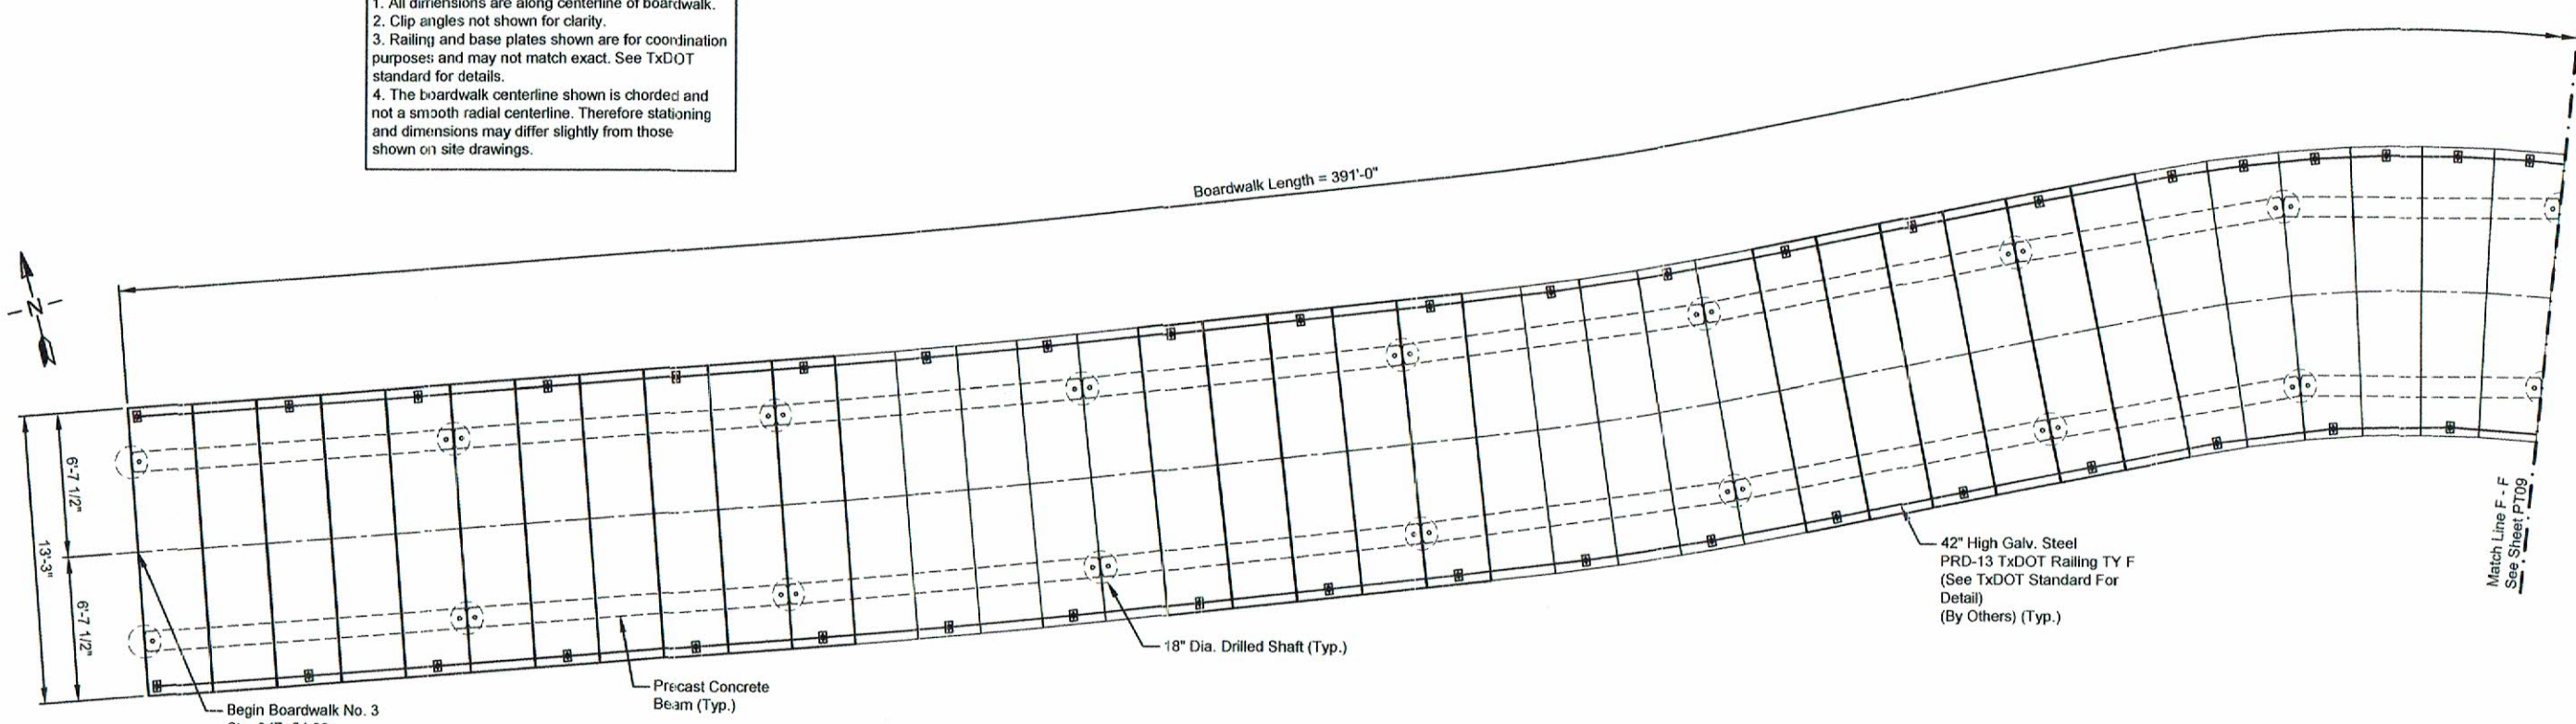 1. All dimensions are along centerline of boardwalk.
2. Clip angles not shown for clarity.
3. Railing and base plates shown are for coordination
purposes and may not match exact. See TxDOT
standard for details.
4. The boardwalk centerline shown is chorded and
not a smooth radial centerline. Therefore stationing
and dimensions may differ slightly from those
shown on site drawings.
Boardwalk Length = 391'-0"
N
6'-7 1/2"
13'-3"
6'-7 1/2"
42" High Galv. Steel
PRD-13 TxDOT Railing TY F
(See TxDOT Standard For
Detail)
(By Others) (Typ.)
Match Line F - F
See Sheet PT09
18" Dia. Drilled Shaft (Typ.)
Precast Concrete
Beam (Typ.)
Begin Boardwalk No. 3